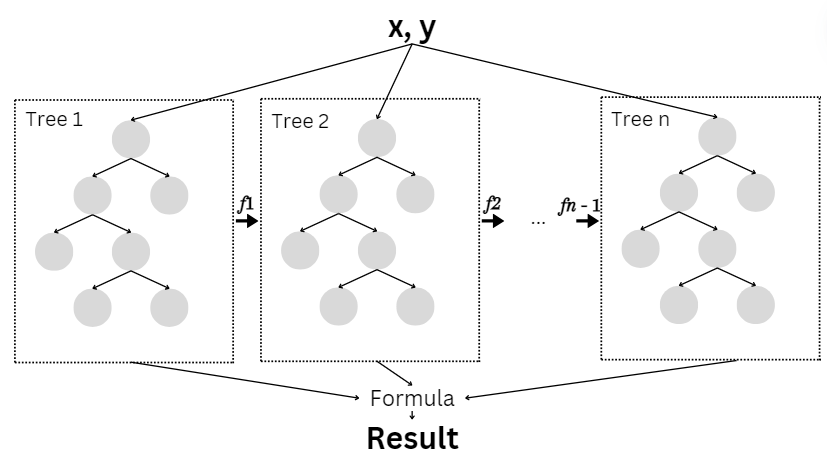 x, y
Tree 1
Tree 2
Tree n
f1
f2
...
fn - 1
Formula
Result